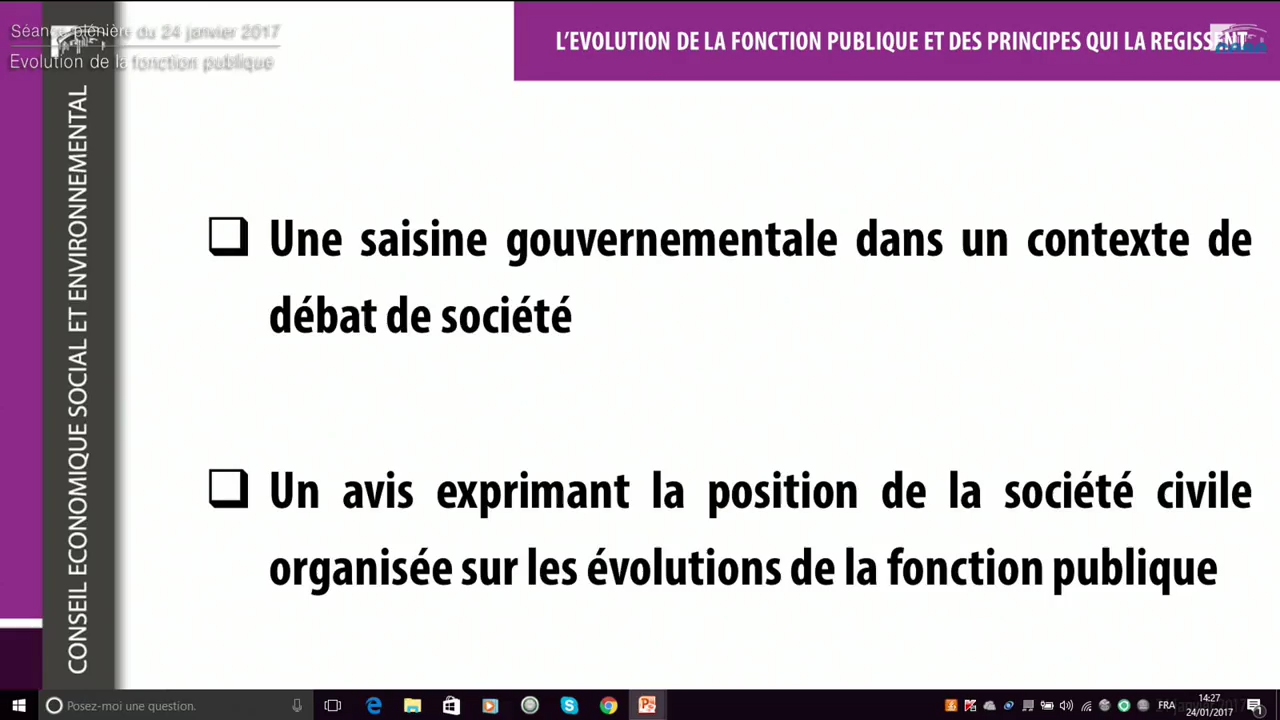 Séance plénière du 24 janvier 2017
Evolution de la fonction publique
L'EVOLUTION DE LA FONCTION PUBLIQUE ET DES PRINCIPES QUI LA REGISSENT
CONSEIL ECONOMIQUE SOCIAL ET ENVIRONNEMENTAL
Une saisine gouvernementale dans un contexte de
débat de société
Un avis exprimant la position de la société civile
organisée sur les évolutions de la fonction publique
Posez-moi une question.
FRA
14:27
24/01/2017
1